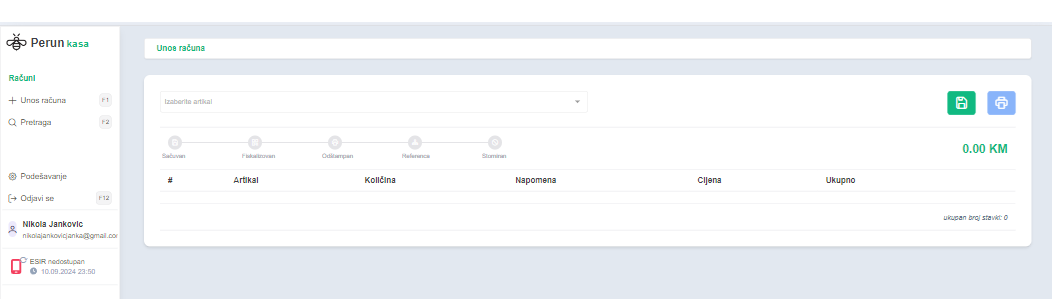 Perun kasa
Računi
Unos računa F1
Pretraga F2
Podešavanje
Odjavi se F12
Nikola Jankovic
nikolajankovicjanka@gmail.com
ESIR nedostupan
10.09.2024 23:50
Unos računa
Izaberite artikal
Sačuvan Fiskalizovan Odštampan Referenca Storniran
0.00 KM
# Artikal Količina Napomena Cijena Ukupno
ukupan broj stavki: 0